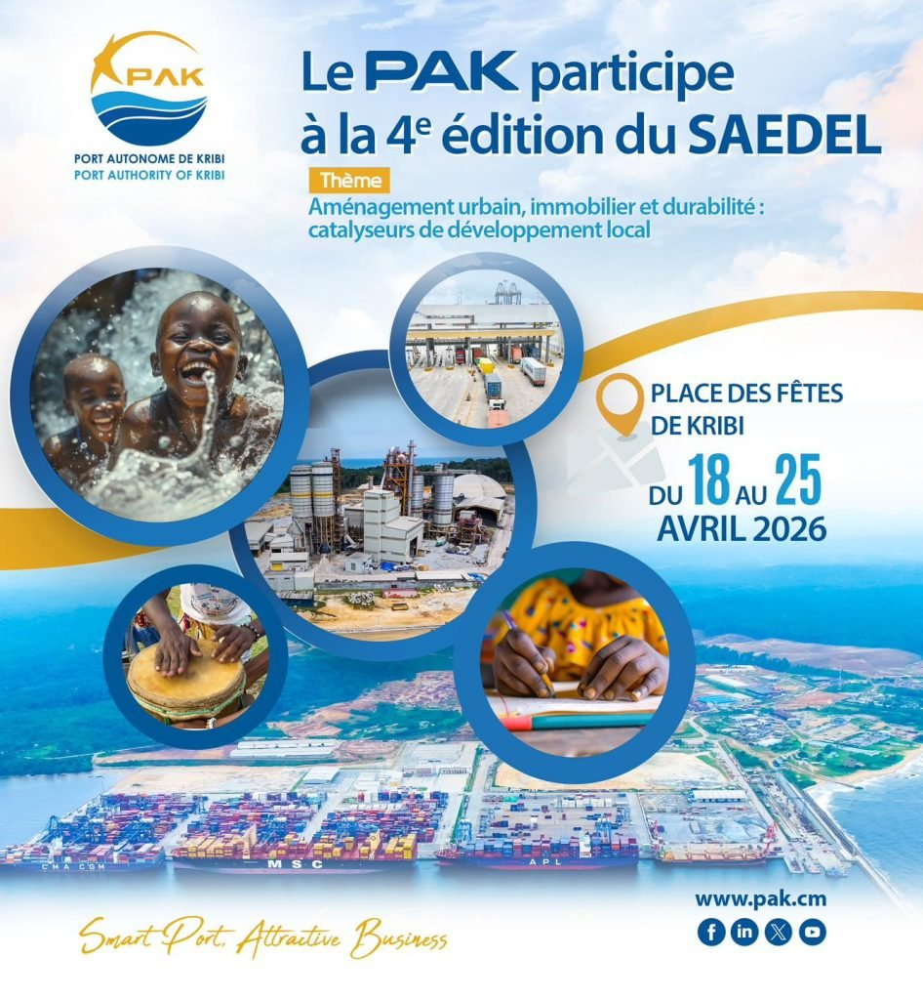 PAK
PORT AUTONOME DE KRIBI
PORT AUTHORITY OF KRIBI
Le PAK participe
à la 4e édition du SAEDEL
Thème
Aménagement urbain, immobilier et durabilité :
catalyseurs de développement local
PLACE DES FÊTES
DE KRIBI
DU 18 AU 25
AVRIL 2026
CMA CGM
MSC
APL
www.pak.cm
Smart Port, Attractive Business